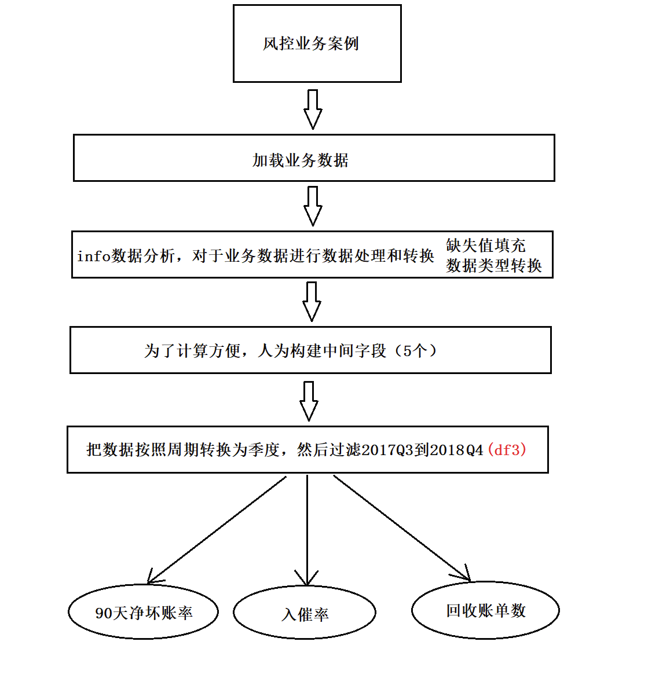 风控业务案例
加载业务数据
info数据分析，对于业务数据进行数据处理和转换
缺失值填充
数据类型转换
为了计算方便，人为构建中间字段（5个）
把数据按照周期转换为季度，然后过滤2017Q3到2018Q4(df3)
90天净坏账率
入催率
回收账单数